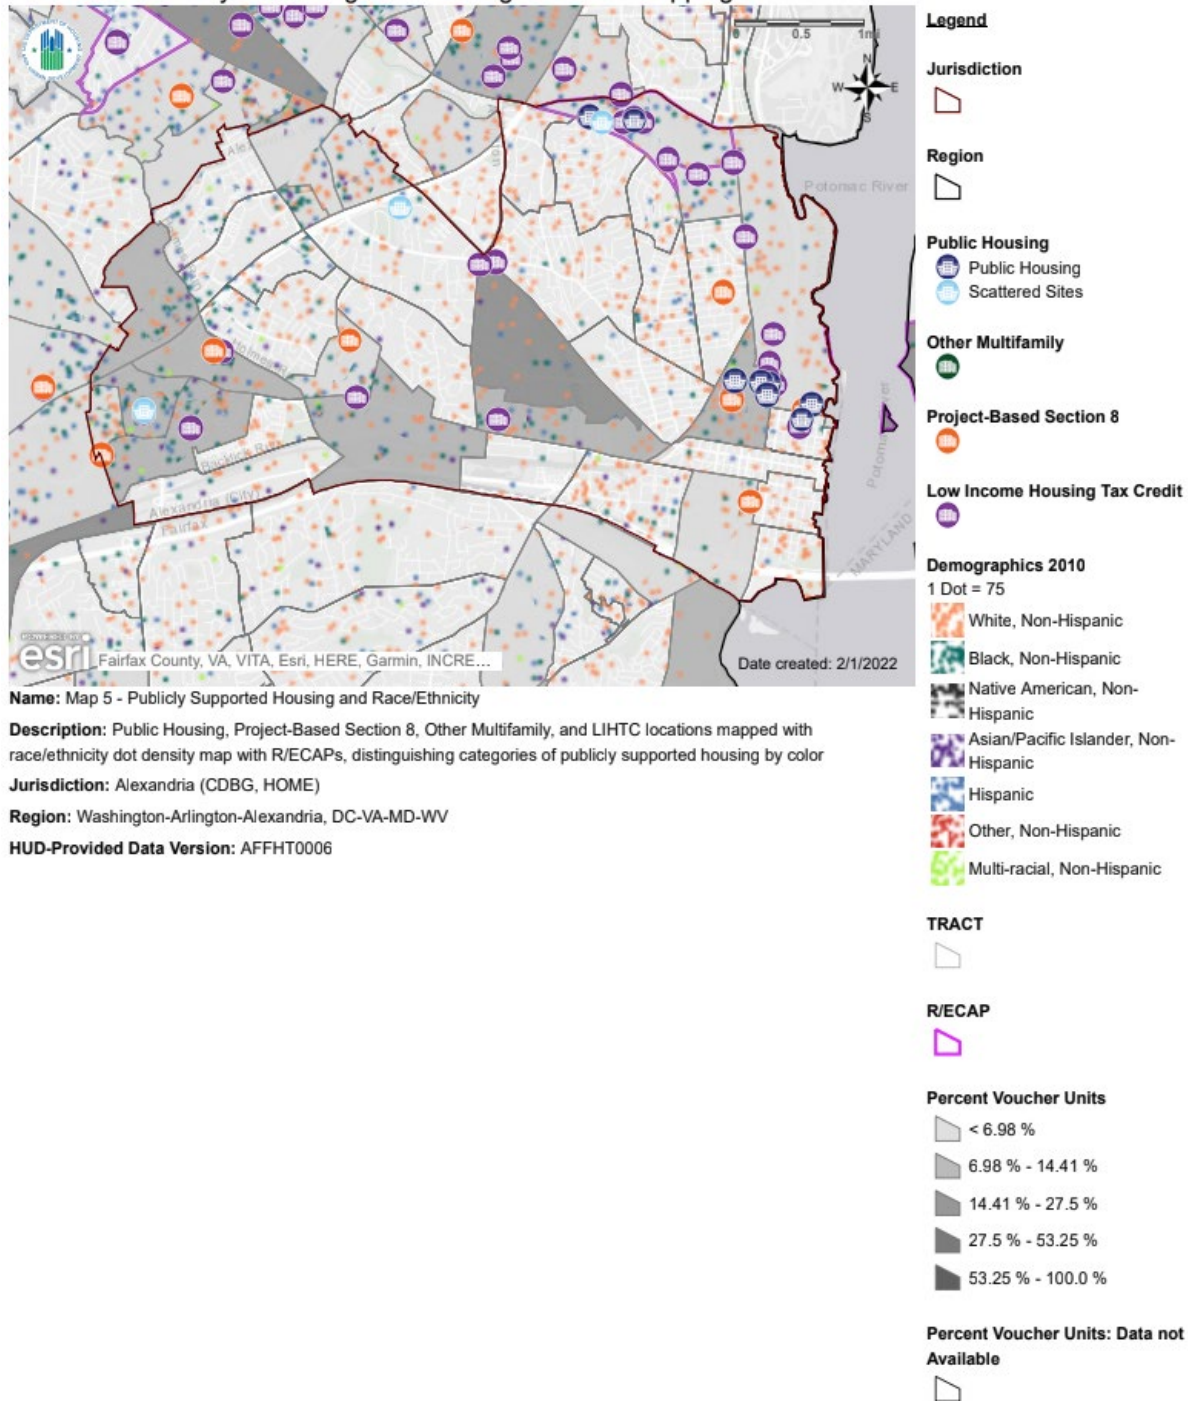 0 0.5 1mi
N
W E
S
Potomac River
Holmes R
Backlick Run
Alexandria (City)
Fairfax
MARYLAND
POWERED BY
esri
Fairfax County, VA, VITA, Esri, HERE, Garmin, INCRE...
Date created: 2/1/2022
Name: Map 5 - Publicly Supported Housing and Race/Ethnicity
Description: Public Housing, Project-Based Section 8, Other Multifamily, and LIHTC locations mapped with
race/ethnicity dot density map with R/ECAPs, distinguishing categories of publicly supported housing by color
Jurisdiction: Alexandria (CDBG, HOME)
Region: Washington-Arlington-Alexandria, DC-VA-MD-WV
HUD-Provided Data Version: AFFHT0006
Legend
Jurisdiction
Region
Public Housing
Public Housing
Scattered Sites
Other Multifamily
Project-Based Section 8
Low Income Housing Tax Credit
Demographics 2010
1 Dot = 75
White, Non-Hispanic
Black, Non-Hispanic
Native American, Non-
Hispanic
Asian/Pacific Islander, Non-
Hispanic
Hispanic
Other, Non-Hispanic
Multi-racial, Non-Hispanic
TRACT
R/ECAP
Percent Voucher Units
< 6.98 %
6.98 % - 14.41 %
14.41 % - 27.5 %
27.5 % - 53.25 %
53.25 % - 100.0 %
Percent Voucher Units: Data not
Available